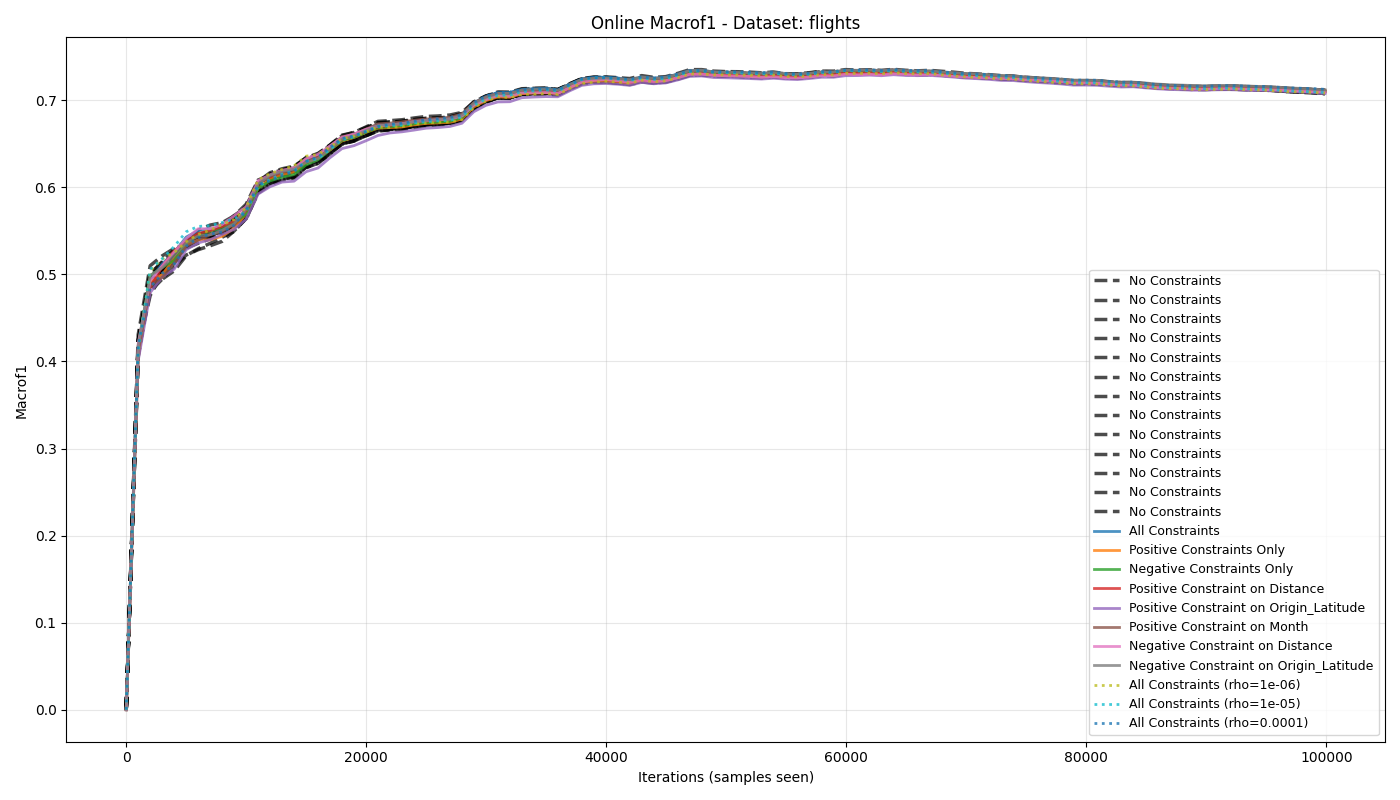 Online Macrof1 - Dataset: flights
Macrof1
0.7
0.6
0.5
0.4
0.3
0.2
0.1
0.0
No Constraints
No Constraints
No Constraints
No Constraints
No Constraints
No Constraints
No Constraints
No Constraints
No Constraints
No Constraints
No Constraints
No Constraints
No Constraints
All Constraints
Positive Constraints Only
Negative Constraints Only
Positive Constraint on Distance
Positive Constraint on Origin_Latitude
Positive Constraint on Month
Negative Constraint on Distance
Negative Constraint on Origin_Latitude
All Constraints (rho=1e-06)
All Constraints (rho=1e-05)
All Constraints (rho=0.0001)
0 20000 40000 60000 80000 100000
Iterations (samples seen)